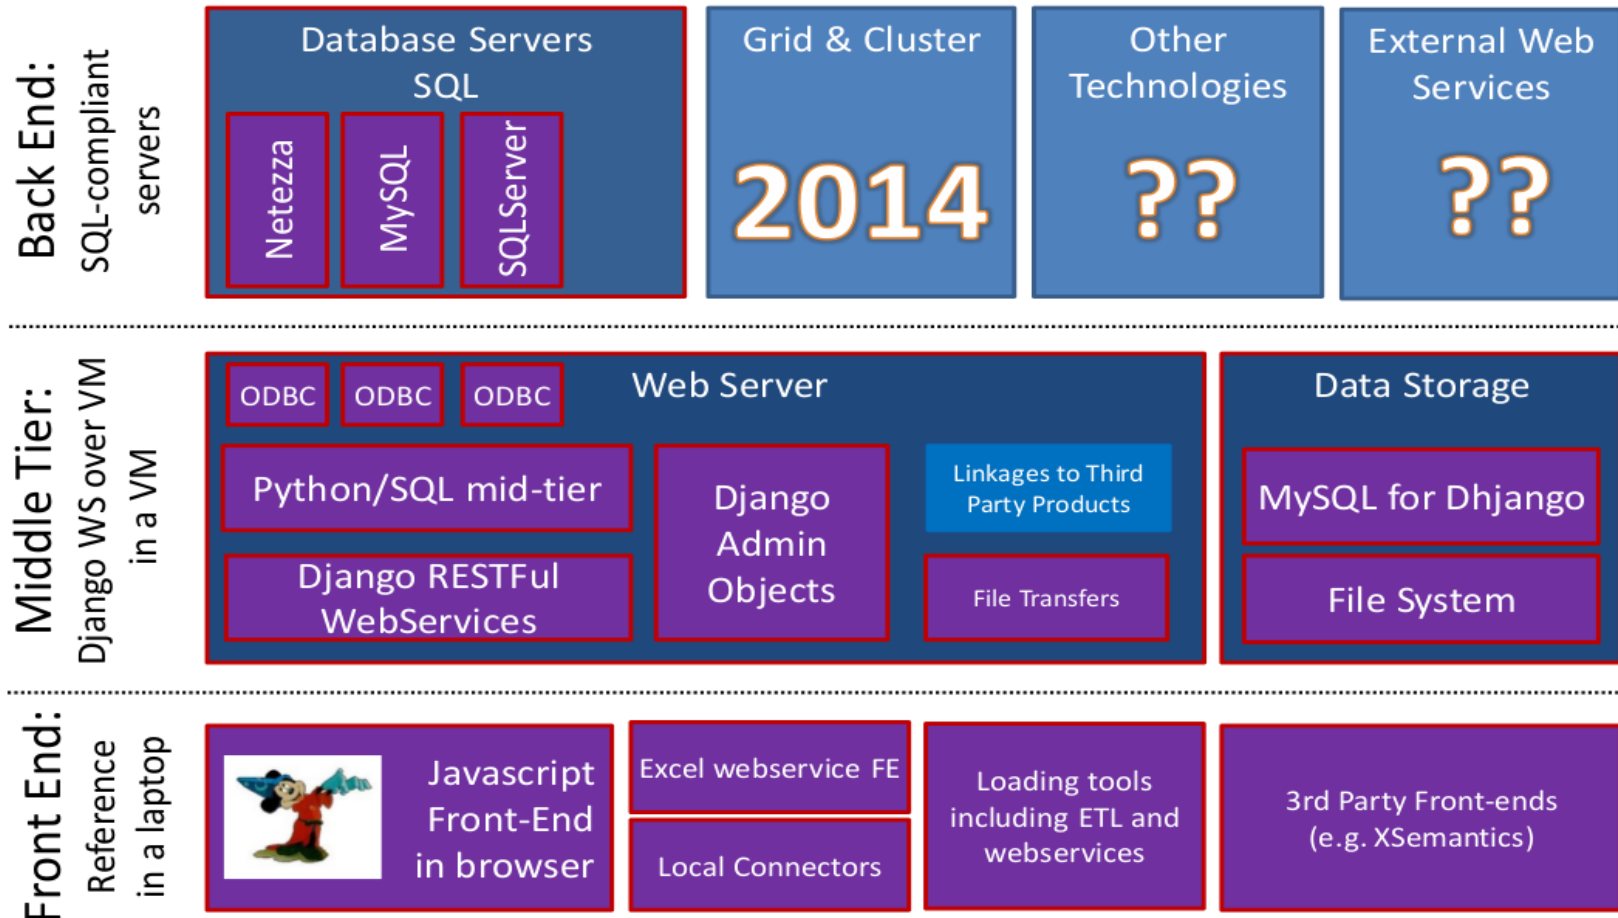 Back End:
SQL-compliant
servers
Database Servers
SQL
Netezza
MySQL
SQLServer
Grid & Cluster
2014
Other
Technologies
??
External Web
Services
??
Middle Tier:
Django WS over VM
in a VM
Web Server
ODBC
ODBC
ODBC
Python/SQL mid-tier
Django RESTFul
WebServices
Django
Admin
Objects
Linkages to Third
Party Products
File Transfers
Data Storage
MySQL for Dhjango
File System
Front End:
Reference
in a laptop
Javascript
Front-End
in browser
Excel webservice FE
Local Connectors
Loading tools
including ETL and
webservices
3rd Party Front-ends
(e.g. XSemantics)